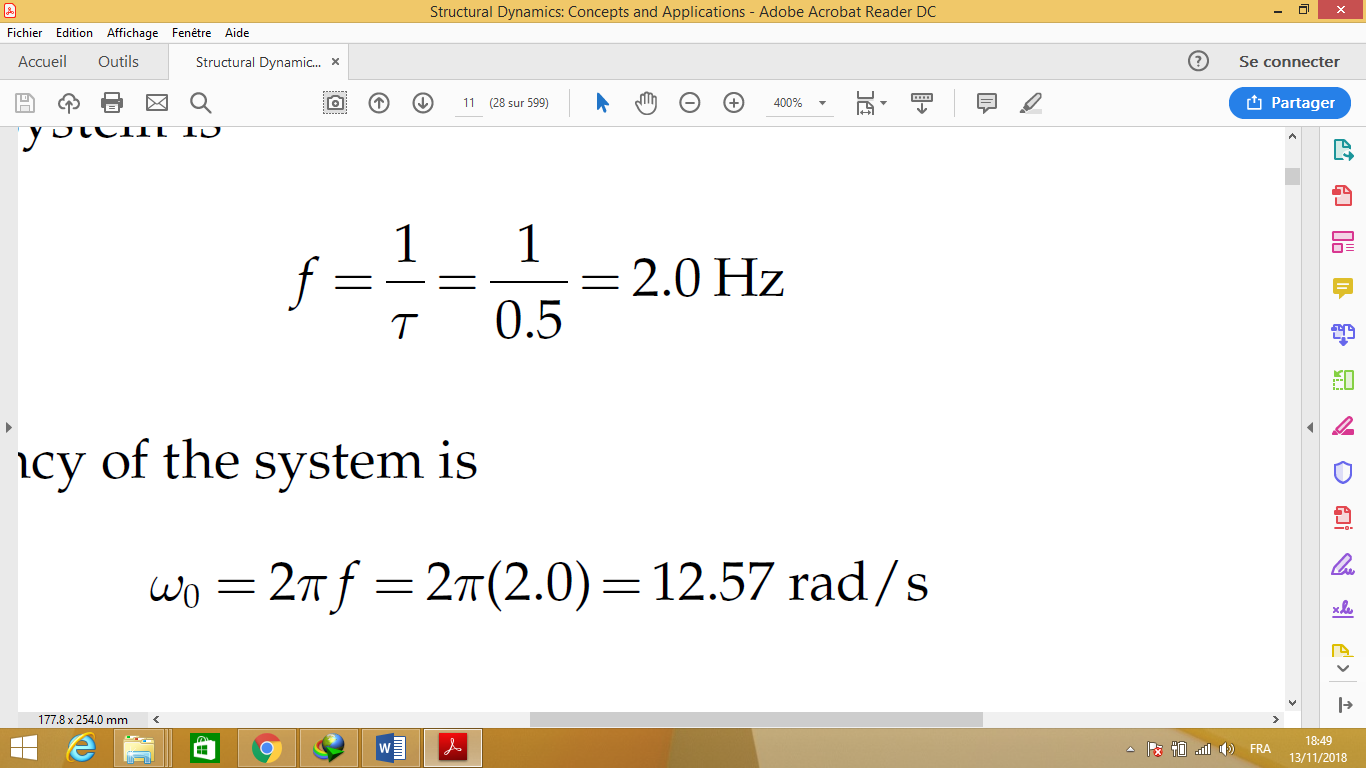 Structural Dynamics: Concepts and Applications - Adobe Acrobat Reader DC
Fichier Edition Affichage Fenêtre Aide
Accueil Outils Structural Dynamic... × Se connecter
11 (28 sur 599) 400% Partager
ystem is
f = 1/τ = 1/0.5 = 2.0 Hz
ncy of the system is
ω₀ = 2πf = 2π(2.0) = 12.57 rad/s
177.8 x 254.0 mm
FRA 18:49
13/11/2018